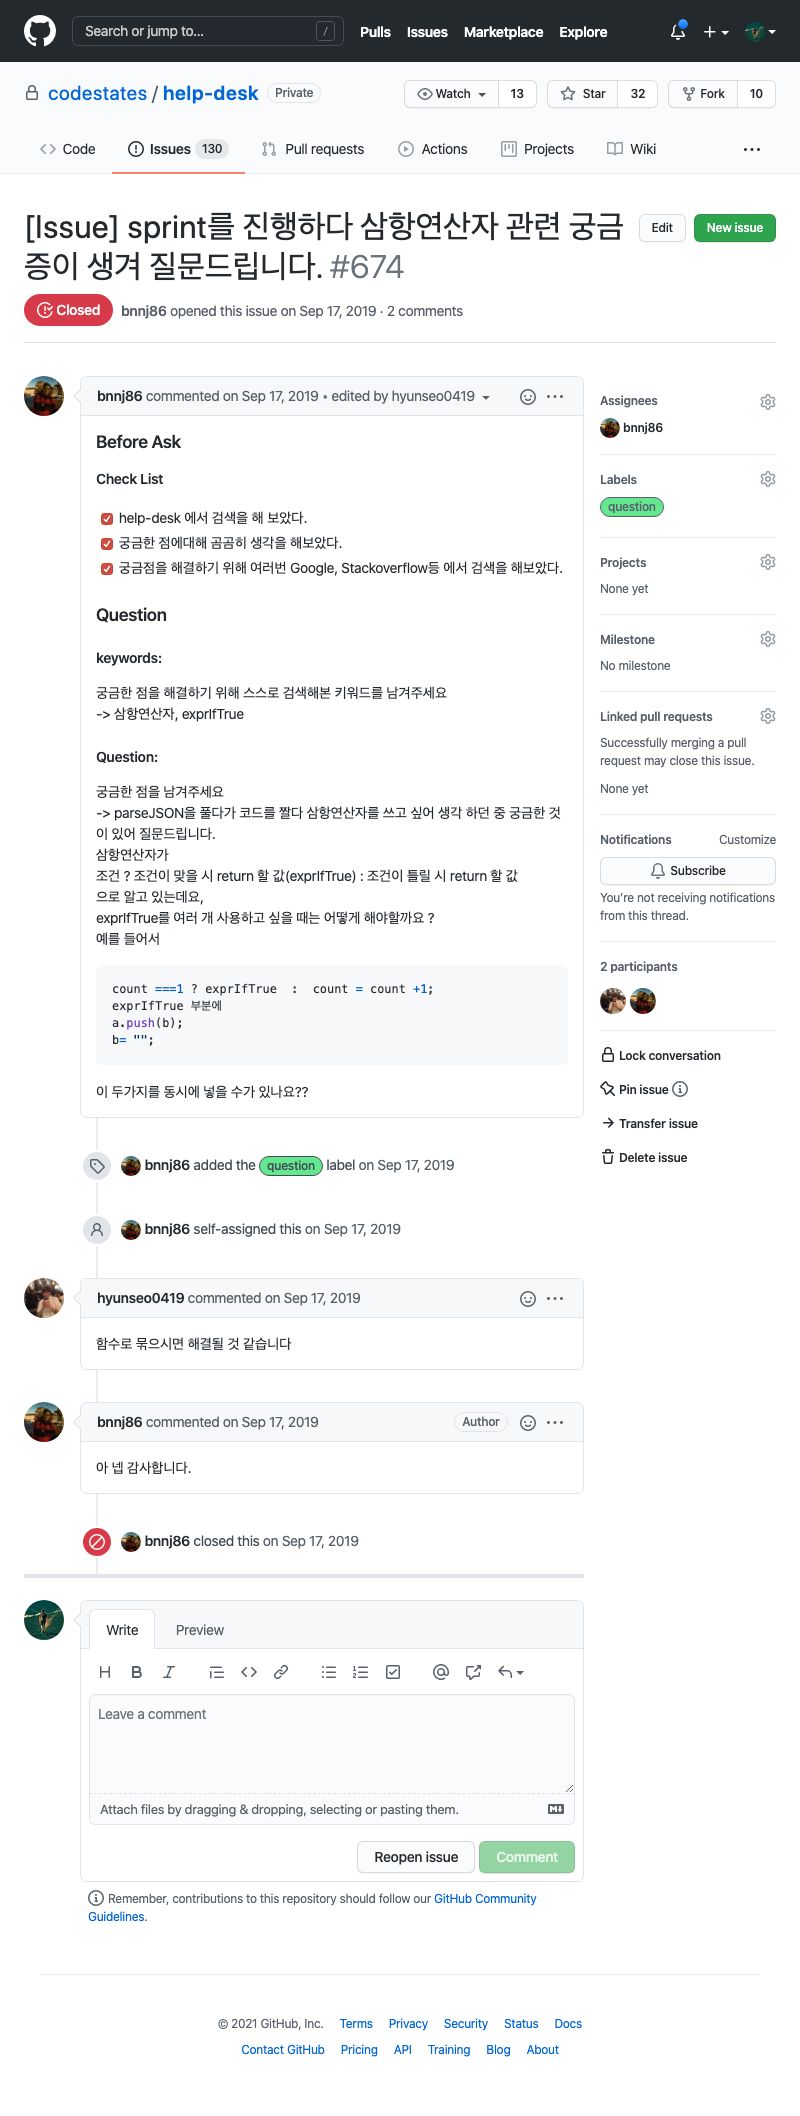 Search or jump to... /
Pulls Issues Marketplace Explore
codestates / help-desk Private
Watch 13 Star 32 Fork 10
Code Issues 130 Pull requests Actions Projects Wiki ...
[Issue] sprint를 진행하다 삼항연산자 관련 궁금
증이 생겨 질문드립니다. #674
Edit New issue
Closed bnnj86 opened this issue on Sep 17, 2019 · 2 comments
bnnj86 commented on Sep 17, 2019 • edited by hyunseo0419
Before Ask
Check List
help-desk 에서 검색을 해 보았다.
궁금한 점에대해 곰곰히 생각을 해보았다.
궁금점을 해결하기 위해 여러번 Google, Stackoverflow등 에서 검색을 해보았다.
Question
keywords:
궁금한 점을 해결하기 위해 스스로 검색해본 키워드를 남겨주세요
-> 삼항연산자, exprIfTrue
Question:
궁금한 점을 남겨주세요
-> parseJSON을 풀다가 코드를 짤다 삼항연산자를 쓰고 싶어 생각 하던 중 궁금한 것
이 있어 질문드립니다.
삼항연산자가
조건 ? 조건이 맞을 시 return 할 값(exprIfTrue) : 조건이 틀릴 시 return 할 값
으로 알고 있는데요,
exprIfTrue를 여러 개 사용하고 싶을 때는 어떻게 해야할까요 ?
예를 들어서
count ===1 ? exprIfTrue  :  count = count +1;
exprIfTrue 부분에
a.push(b);
b= "";
이 두가지를 동시에 넣을 수가 있나요??
bnnj86 added the question label on Sep 17, 2019
bnnj86 self-assigned this on Sep 17, 2019
hyunseo0419 commented on Sep 17, 2019
함수로 묶으시면 해결될 것 같습니다
bnnj86 commented on Sep 17, 2019 Author
아 넵 감사합니다.
bnnj86 closed this on Sep 17, 2019
Assignees
bnnj86
Labels
question
Projects
None yet
Milestone
No milestone
Linked pull requests
Successfully merging a pull
request may close this issue.
None yet
Notifications Customize
Subscribe
You're not receiving notifications
from this thread.
2 participants
Lock conversation
Pin issue
Transfer issue
Delete issue
Write Preview
Leave a comment
Attach files by dragging & dropping, selecting or pasting them.
Reopen issue Comment
Remember, contributions to this repository should follow our GitHub Community
Guidelines.
© 2021 GitHub, Inc. Terms Privacy Security Status Docs
Contact GitHub Pricing API Training Blog About